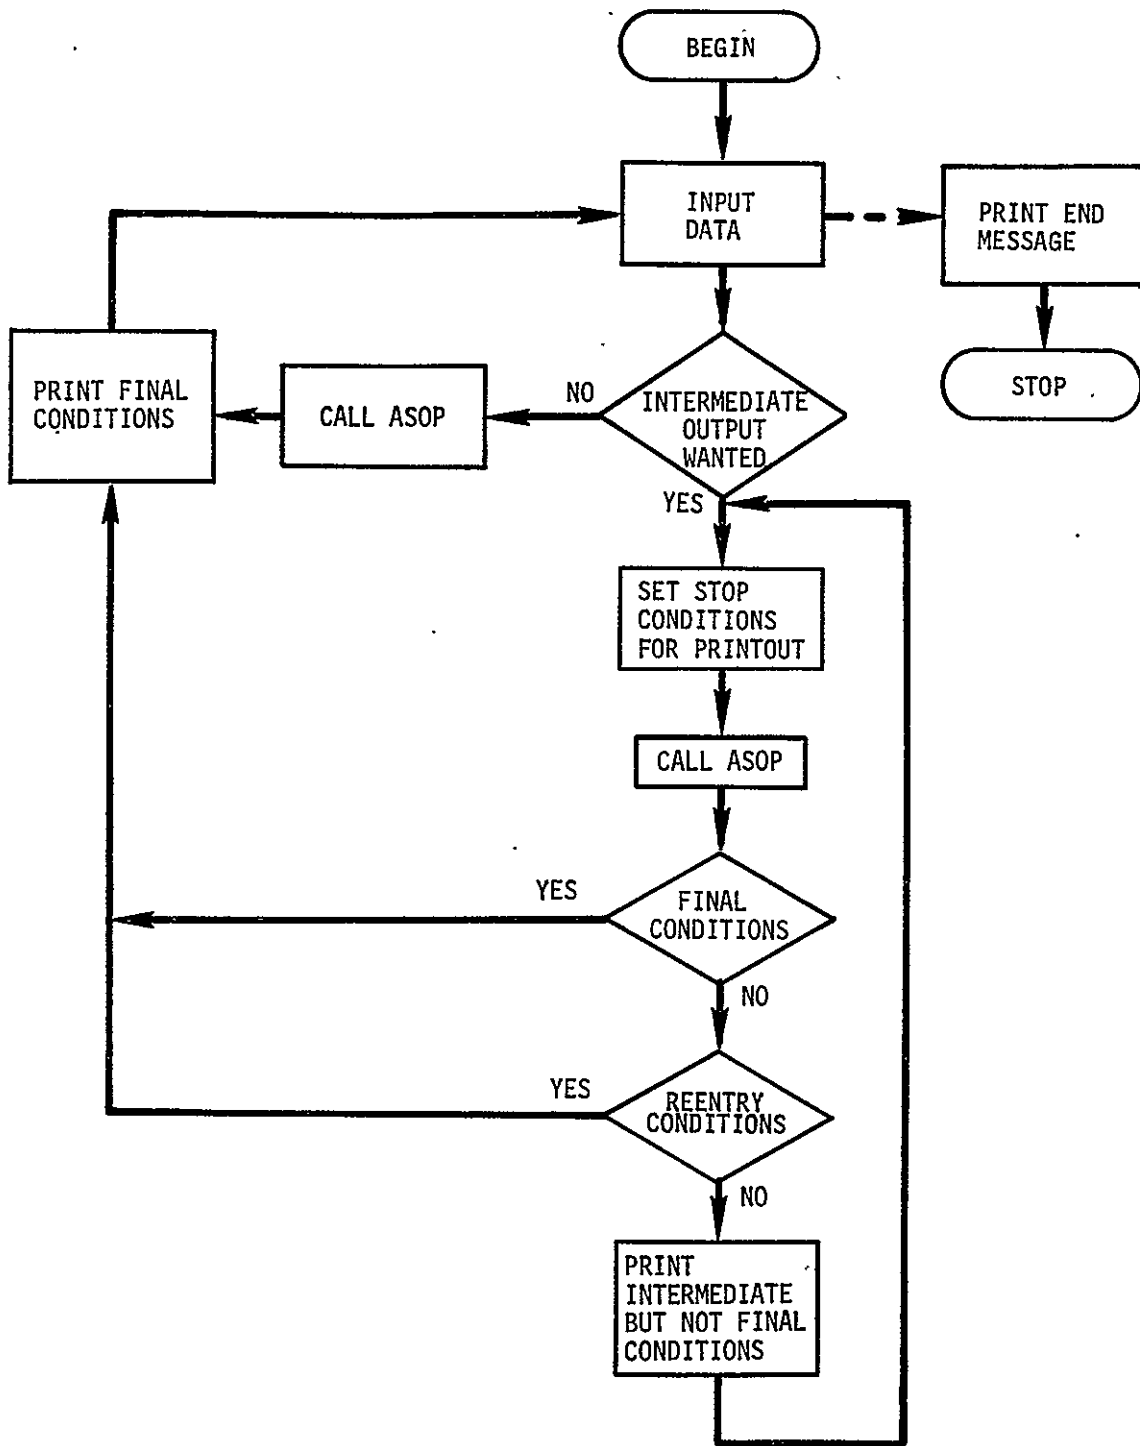 BEGIN
INPUT
DATA
PRINT END
MESSAGE
STOP
PRINT FINAL
CONDITIONS
CALL ASOP
NO
INTERMEDIATE
OUTPUT
WANTED
YES
SET STOP
CONDITIONS
FOR PRINTOUT
CALL ASOP
YES
FINAL
CONDITIONS
NO
YES
REENTRY
CONDITIONS
NO
PRINT
INTERMEDIATE
BUT NOT FINAL
CONDITIONS